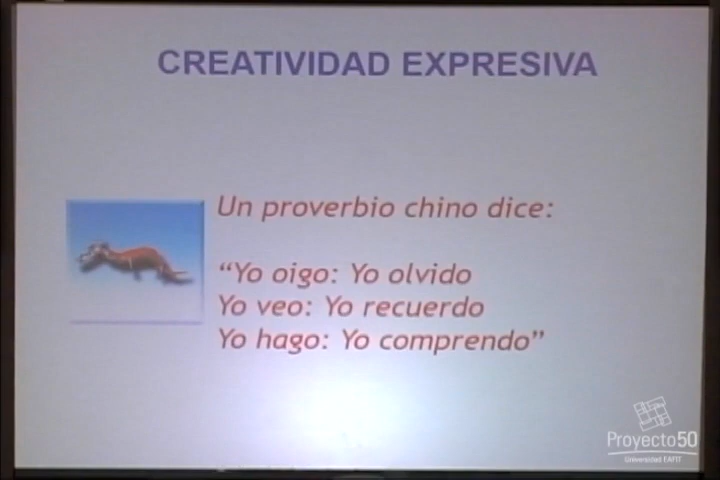 CREATIVIDAD EXPRESIVA
Un proverbio chino dice:
“Yo oigo: Yo olvido
Yo veo: Yo recuerdo
Yo hago: Yo comprendo”
Proyecto50
Universidad EAFIT